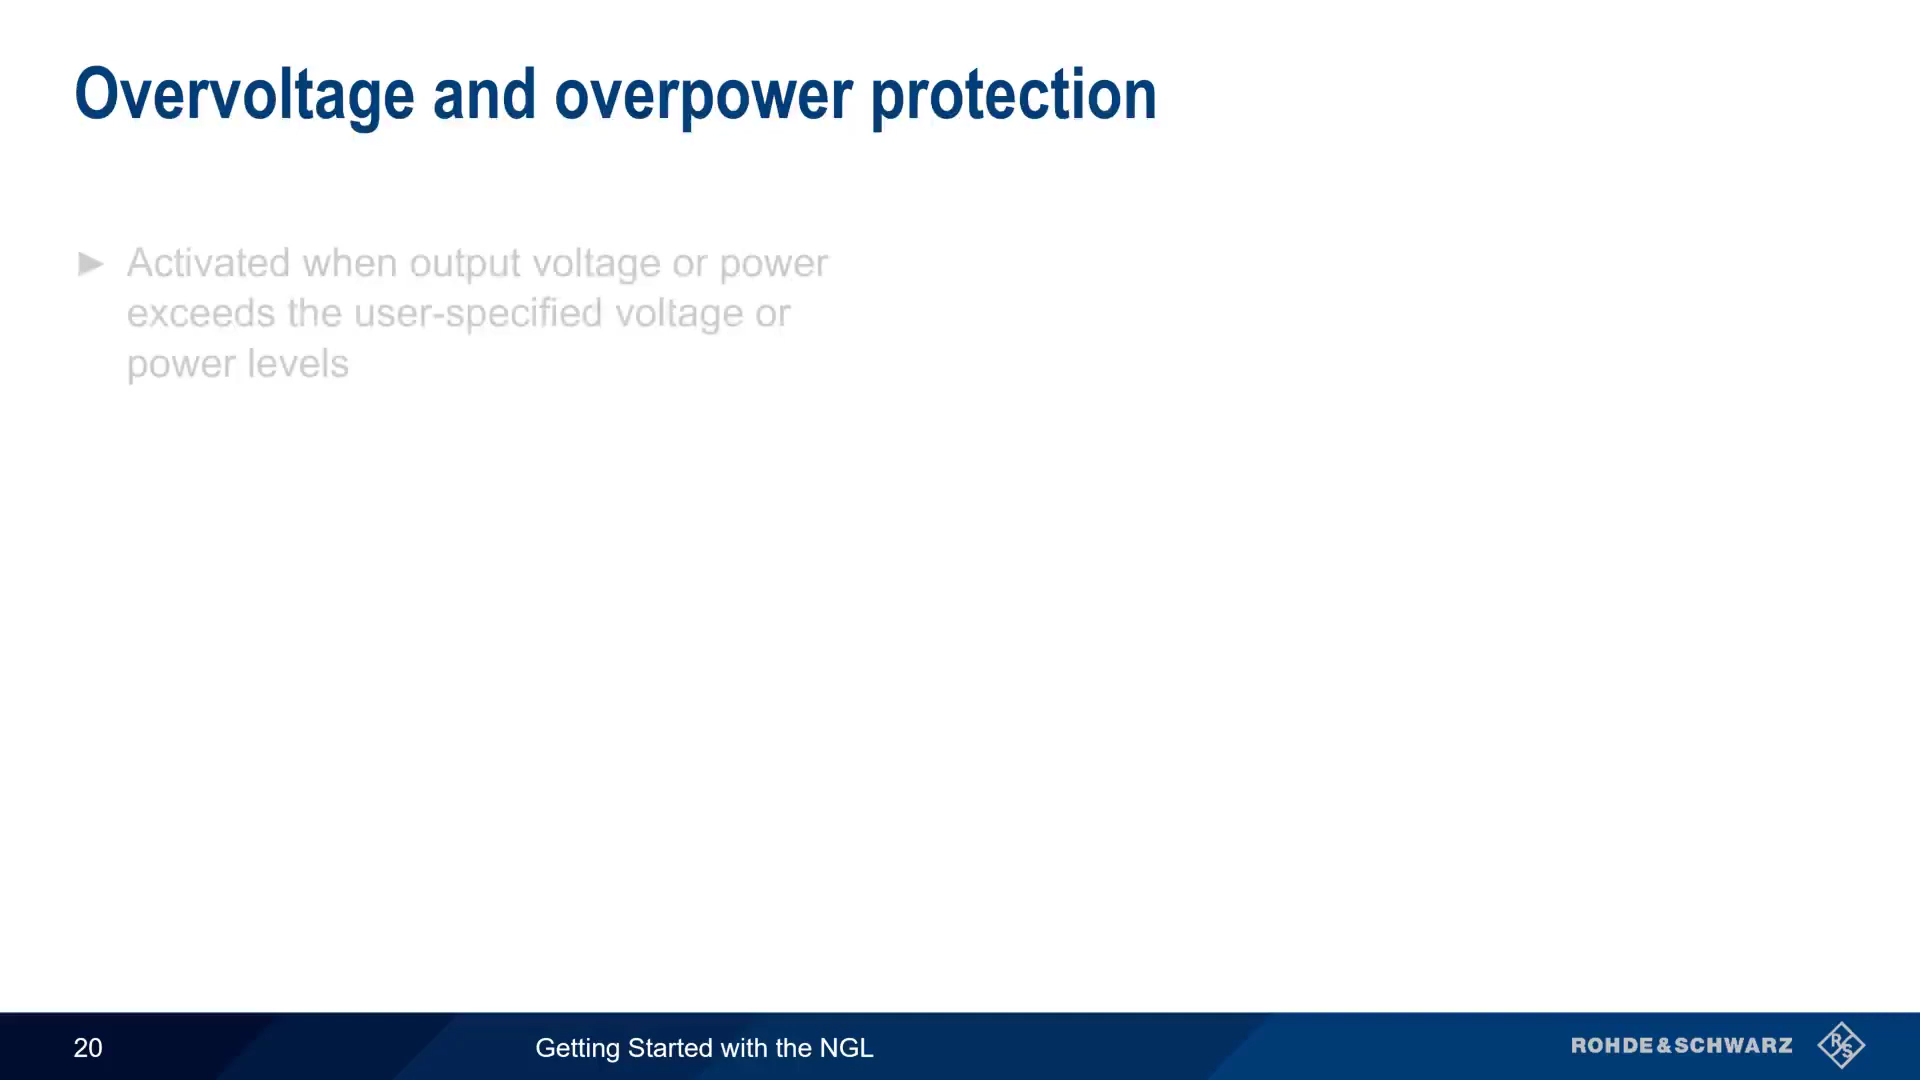 Overvoltage and overpower protection
► Activated when output voltage or power
exceeds the user-specified voltage or
power levels
20
Getting Started with the NGL
ROHDE&SCHWARZ
R&S